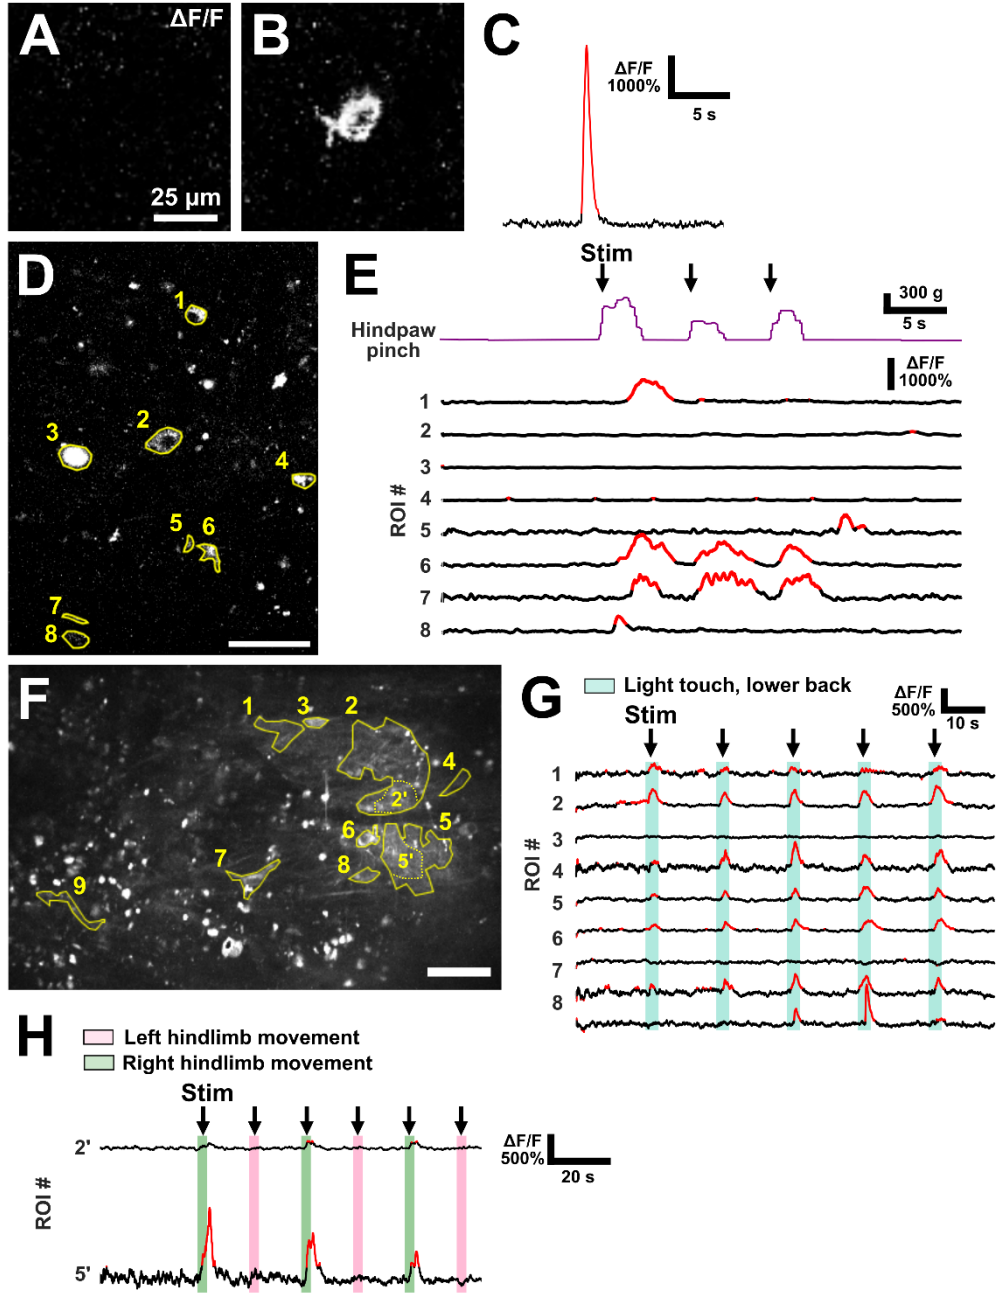 A
ΔF/F
25 µm
B
C
ΔF/F
1000%
5 s
D
1
2
3
4
5
6
7
8
E
Stim
300 g
5 s
Hindpaw
pinch
ΔF/F
1000%
ROI #
1
2
3
4
5
6
7
8
F
1
3
2
4
2'
6
5
7
8
5'
9
G
Light touch, lower back
Stim
ΔF/F
500%
10 s
ROI #
1
2
3
4
5
6
7
8
H
Left hindlimb movement
Right hindlimb movement
Stim
ROI #
2'
5'
ΔF/F
500%
20 s